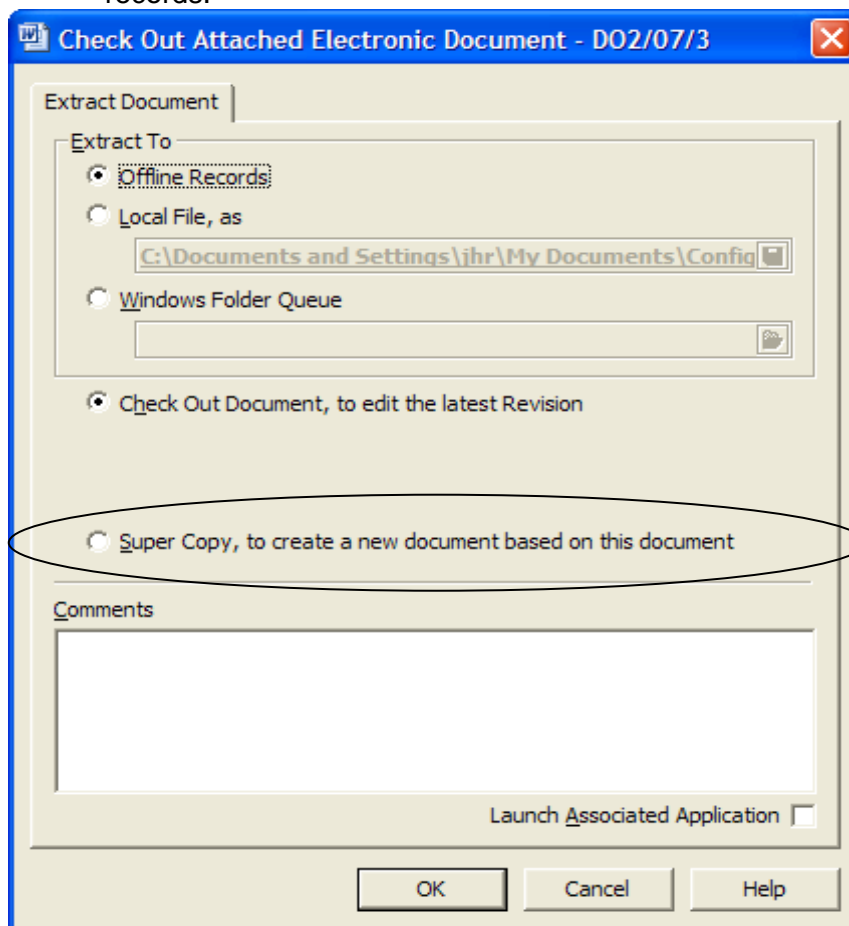 records.
Check Out Attached Electronic Document - DO2/07/3
Extract Document
Extract To
Offline Records
Local File, as
C:\Documents and Settings\jhr\My Documents\Config
Windows Folder Queue
Check Out Document, to edit the latest Revision
Super Copy, to create a new document based on this document
Comments
Launch Associated Application
OK Cancel Help